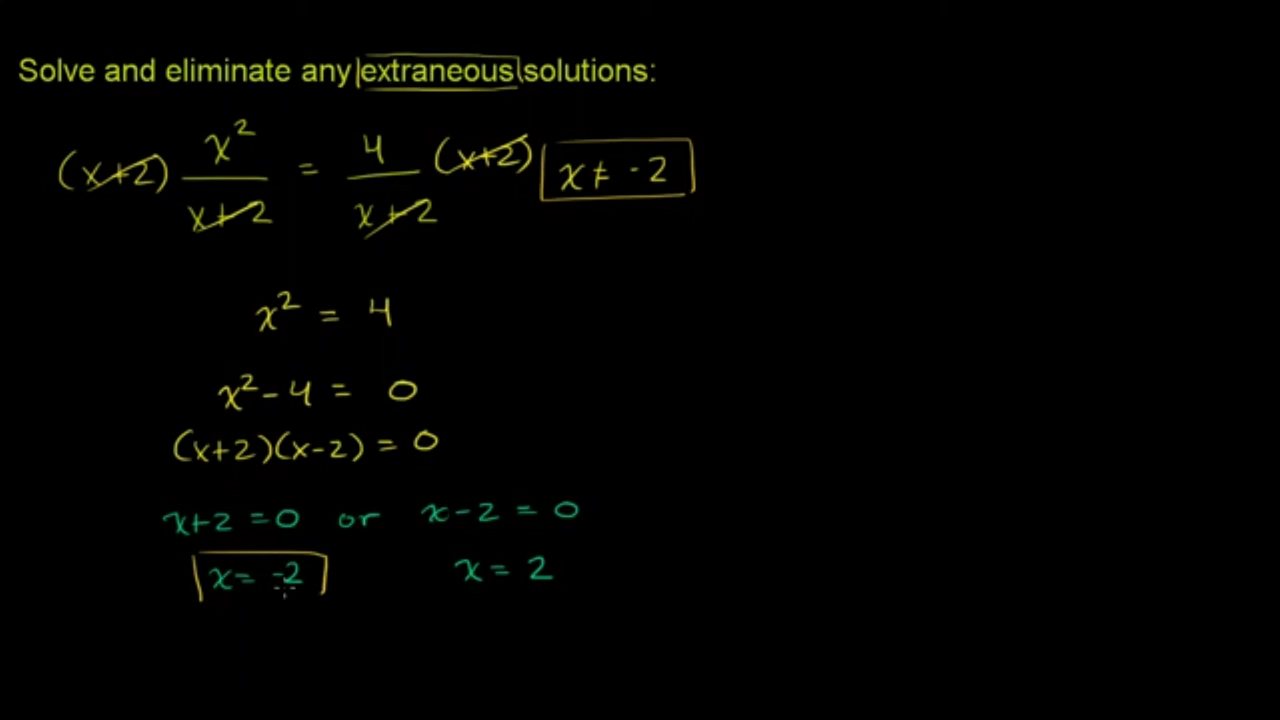 Solve and eliminate any extraneous solutions:
(x+2) x²/x+2 = 4/x+2 (x+2) x ≠ -2
x² = 4
x² - 4 = 0
(x+2)(x-2) = 0
x+2 = 0 or x-2 = 0
x = -2 x = 2